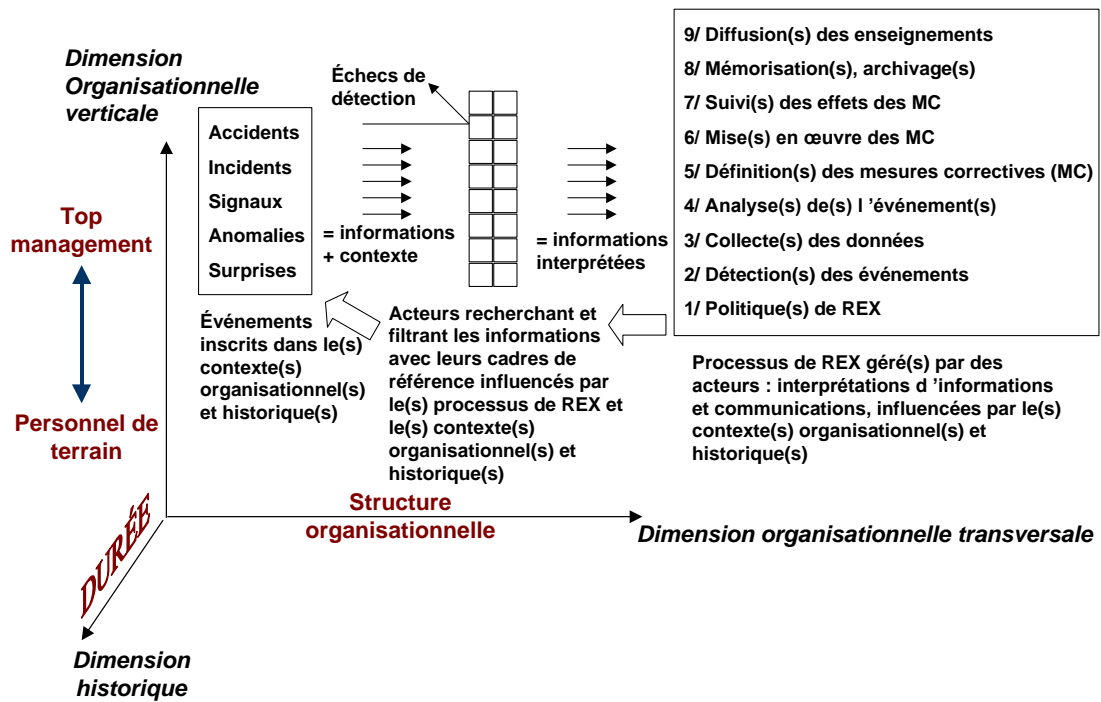 Dimension
Organisationnelle
verticale
Échecs de
détection
Accidents
Incidents
Signaux
Anomalies
Surprises
= informations
+ contexte
= informations
interprétées
9/ Diffusion(s) des enseignements
8/ Mémorisation(s), archivage(s)
7/ Suivi(s) des effets des MC
6/ Mise(s) en œuvre des MC
5/ Définition(s) des mesures correctives (MC)
4/ Analyse(s) de(s) l ’événement(s)
3/ Collecte(s) des données
2/ Détection(s) des événements
1/ Politique(s) de REX
Top
management
Personnel de
terrain
Événements
inscrits dans le(s)
contexte(s)
organisationnel(s)
et historique(s)
Acteurs recherchant et
filtrant les informations
avec leurs cadres de
référence influencés par
le(s) processus de REX et
le(s) contexte(s)
organisationnel(s) et
historique(s)
Processus de REX géré(s) par des
acteurs : interprétations d ’informations
et communications, influencées par le(s)
contexte(s) organisationnel(s) et
historique(s)
Structure
organisationnelle
Dimension organisationnelle transversale
DURÉE
Dimension
historique